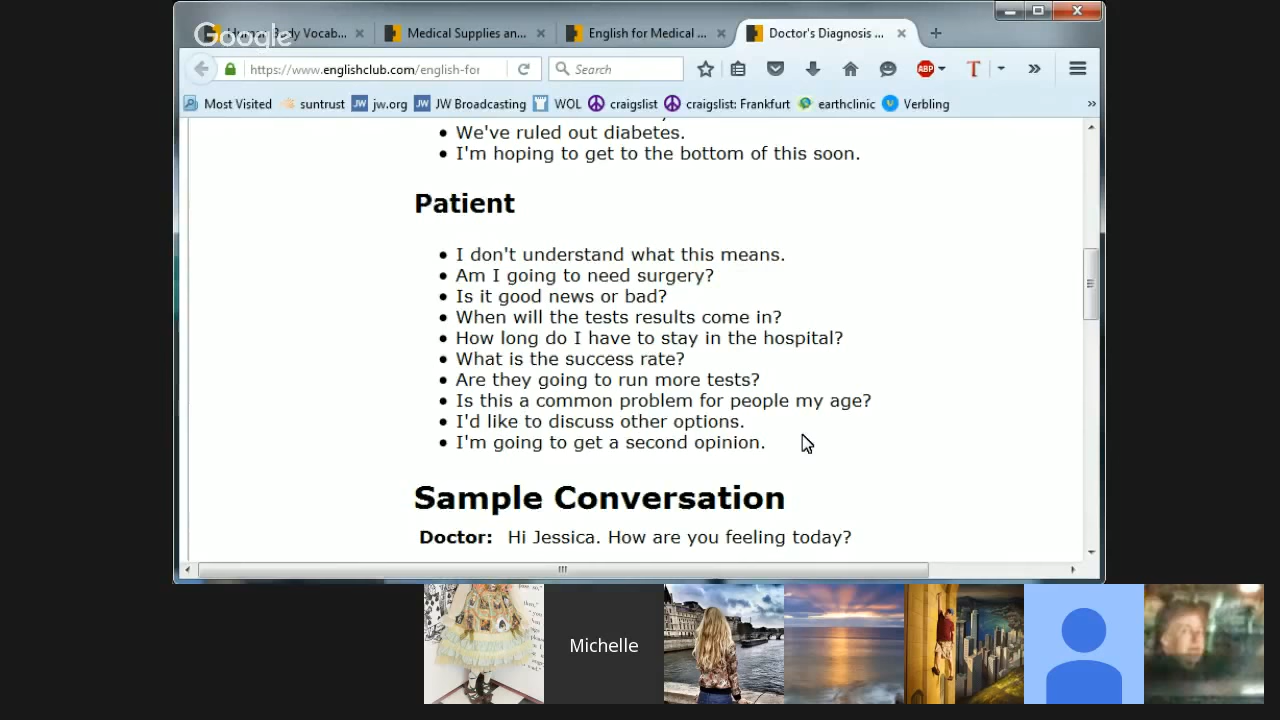 Google
y Vocab...
Medical Supplies an...
English for Medical ...
Doctor's Diagnosis ...
https://www.englishclub.com/english-for
Search
ABP
T
Most Visited
suntrust
JW jw.org
JW JW Broadcasting
WOL
craigslist
craigslist: Frankfurt
earthclinic
Verbling
We've ruled out diabetes.
I'm hoping to get to the bottom of this soon.
Patient
I don't understand what this means.
Am I going to need surgery?
Is it good news or bad?
When will the tests results come in?
How long do I have to stay in the hospital?
What is the success rate?
Are they going to run more tests?
Is this a common problem for people my age?
I'd like to discuss other options.
I'm going to get a second opinion.
Sample Conversation
Doctor: Hi Jessica. How are you feeling today?
Michelle